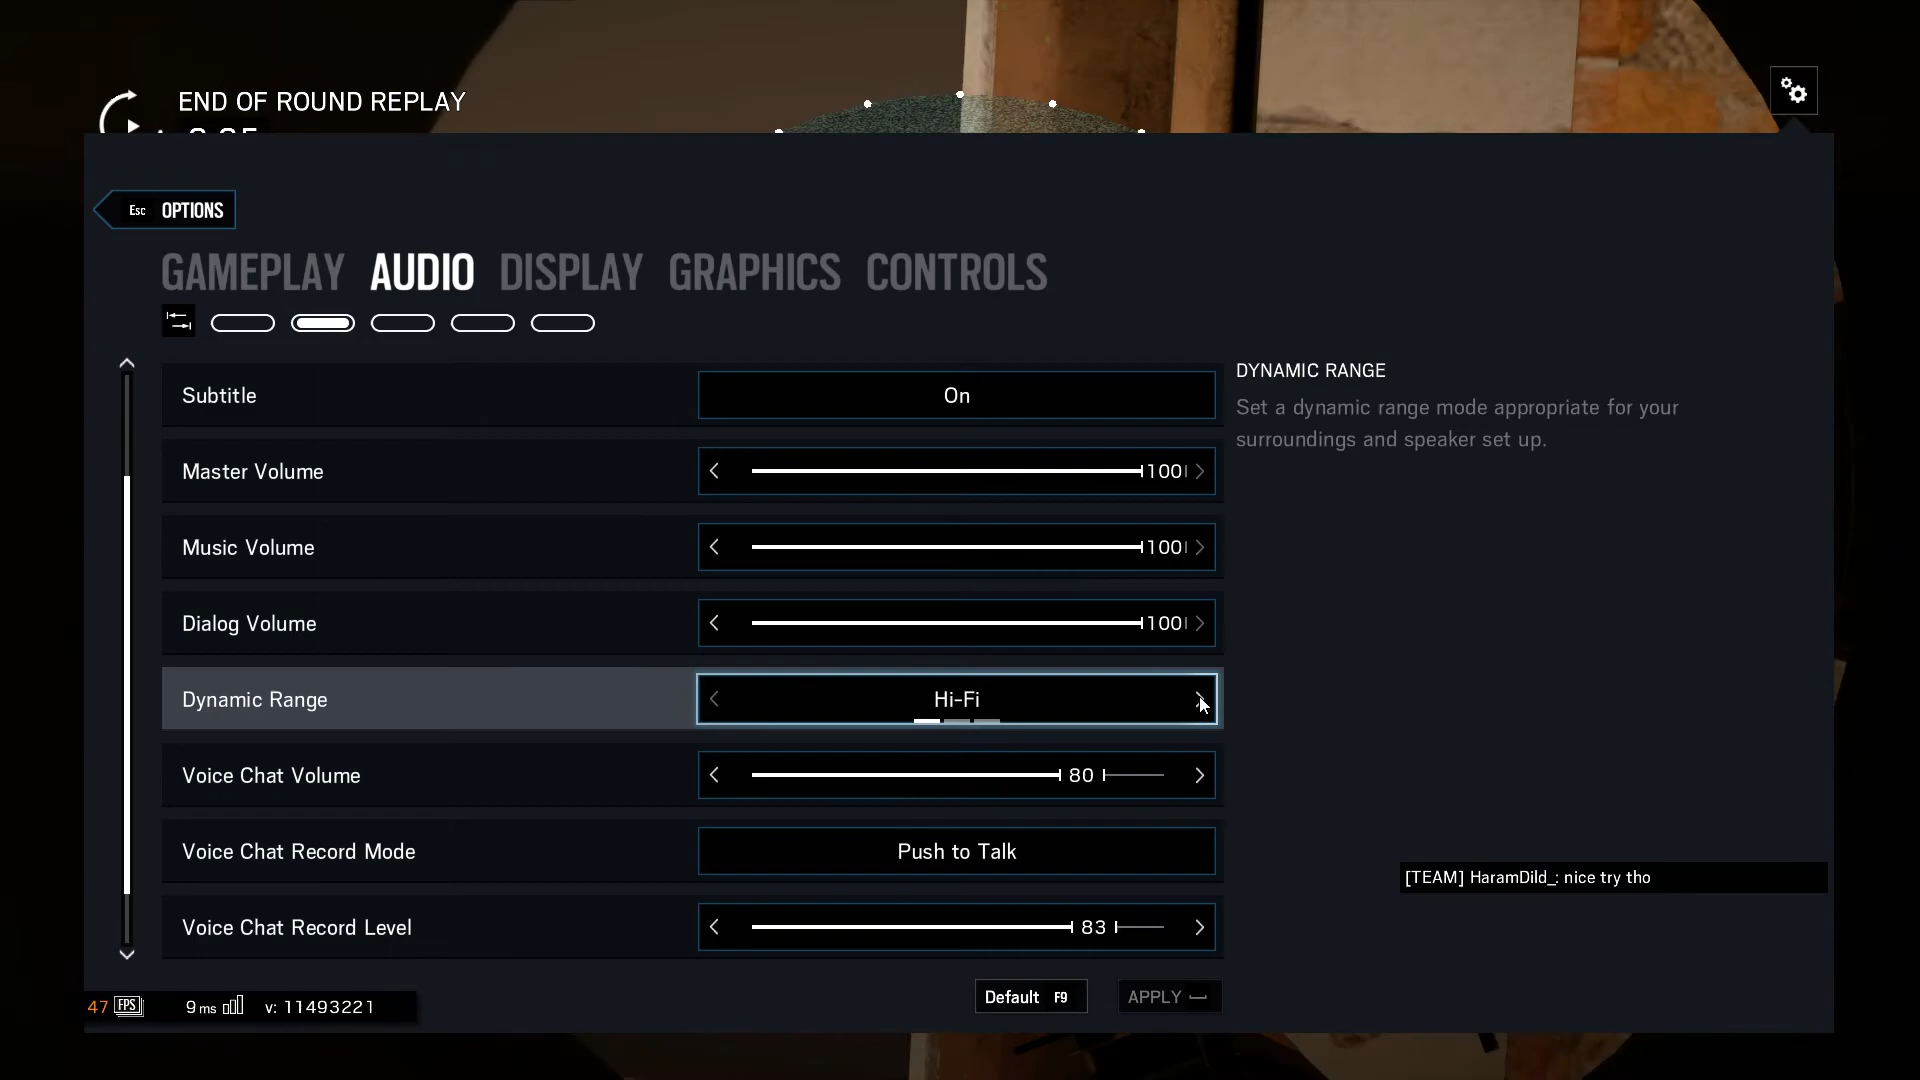 END OF ROUND REPLAY
Esc OPTIONS
GAMEPLAY AUDIO DISPLAY GRAPHICS CONTROLS
Subtitle On
Master Volume 100
Music Volume 100
Dialog Volume 100
Dynamic Range Hi-Fi
Voice Chat Volume 80
Voice Chat Record Mode Push to Talk
Voice Chat Record Level 83
DYNAMIC RANGE
Set a dynamic range mode appropriate for your
surroundings and speaker set up.
[TEAM] HaramDild_: nice try tho
Default F9 APPLY
47 FPS 9 ms v: 11493221